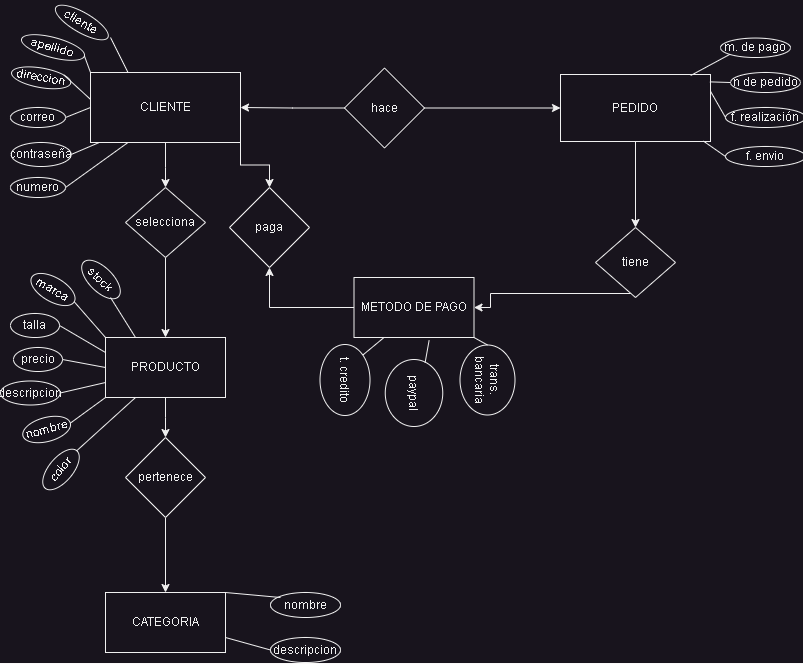 cliente
apellido
direccion
correo
contraseña
numero
CLIENTE
hace
PEDIDO
m. de pago
n de pedido
f. realización
f. envio
selecciona
paga
tiene
METODO DE PAGO
t. credito
paypal
trans.
bancaria
stock
marca
talla
precio
descripcion
nombre
color
PRODUCTO
pertenece
CATEGORIA
nombre
descripcion